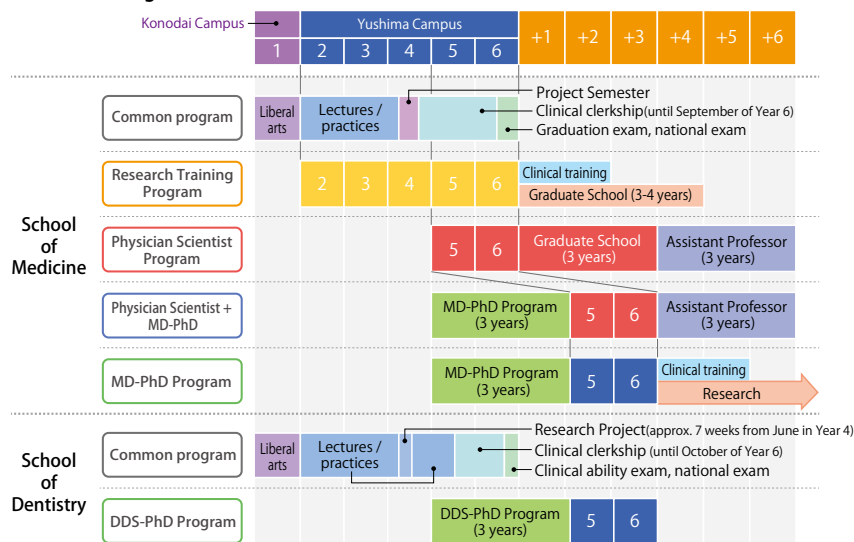 Konodai Campus
Yushima Campus
1
2
3
4
5
6
+1
+2
+3
+4
+5
+6
School
of
Medicine
Common program
Liberal
arts
Lectures /
practices
Project Semester
Clinical clerkship(until September of Year 6)
Graduation exam, national exam
Research Training
Program
2
3
4
5
6
Clinical training
Graduate School (3-4 years)
Physician Scientist
Program
5
6
Graduate School
(3 years)
Assistant Professor
(3 years)
Physician Scientist +
MD-PhD
MD-PhD Program
(3 years)
5
6
Assistant Professor
(3 years)
MD-PhD Program
MD-PhD Program
(3 years)
5
6
Clinical training
Research
School
of
Dentistry
Common program
Liberal
arts
Lectures /
practices
Research Project(approx. 7 weeks from June in Year 4)
Clinical clerkship (until October of Year 6)
Clinical ability exam, national exam
DDS-PhD Program
DDS-PhD Program
(3 years)
5
6